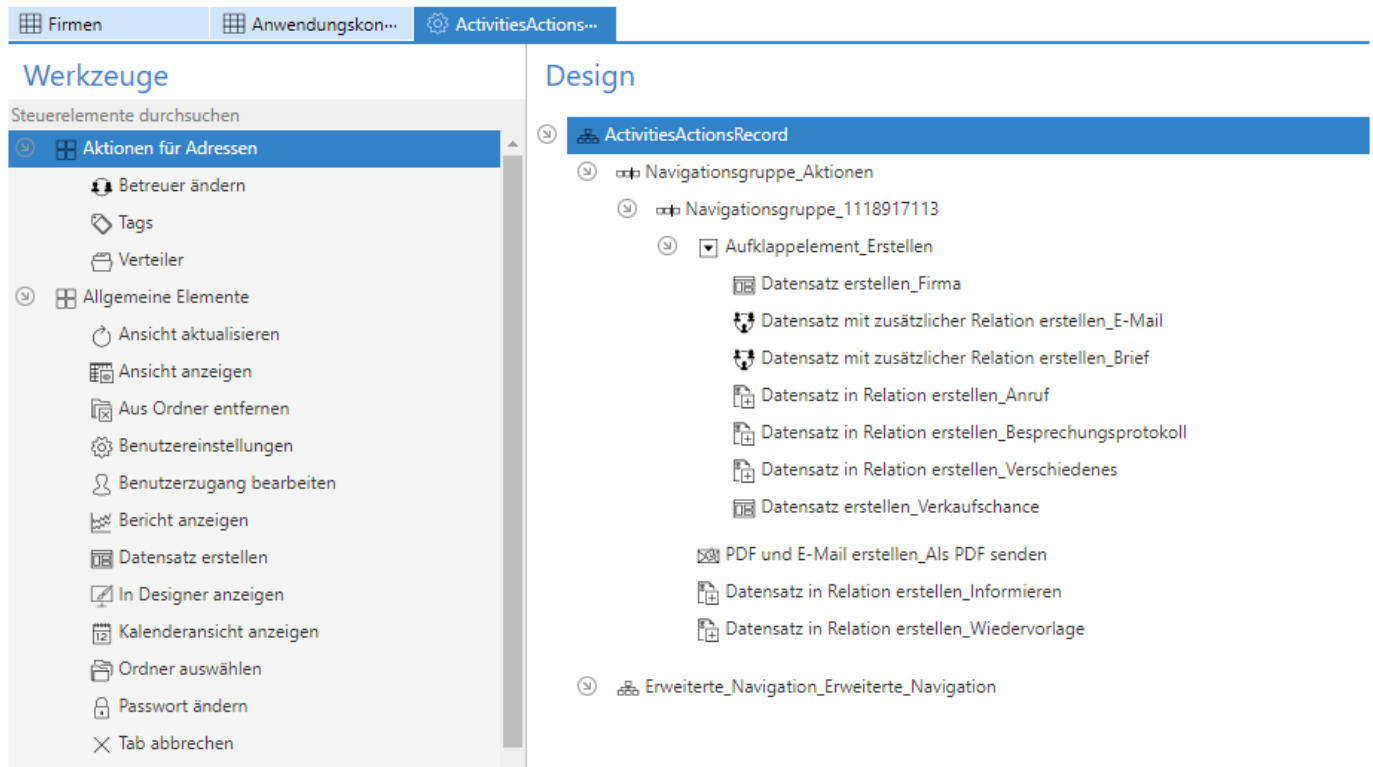 Firmen
Anwendungskon···
ActivitiesActions···
Werkzeuge
Steuerelemente durchsuchen
Aktionen für Adressen
Betreuer ändern
Tags
Verteiler
Allgemeine Elemente
Ansicht aktualisieren
Ansicht anzeigen
Aus Ordner entfernen
Benutzereinstellungen
Benutzerzugang bearbeiten
Bericht anzeigen
Datensatz erstellen
In Designer anzeigen
12
Kalenderansicht anzeigen
Ordner auswählen
Passwort ändern
Tab abbrechen
Design
ActivitiesActionsRecord
Navigationsgruppe_Aktionen
Navigationsgruppe_1118917113
Aufklappelement_Erstellen
Datensatz erstellen_Firma
Datensatz mit zusätzlicher Relation erstellen_E-Mail
Datensatz mit zusätzlicher Relation erstellen_Brief
Datensatz in Relation erstellen_Anruf
Datensatz in Relation erstellen_Besprechungsprotokoll
Datensatz in Relation erstellen_Verschiedenes
Datensatz erstellen_Verkaufschance
PDF und E-Mail erstellen_Als PDF senden
Datensatz in Relation erstellen_Informieren
Datensatz in Relation erstellen_Wiedervorlage
Erweiterte_Navigation_Erweiterte_Navigation